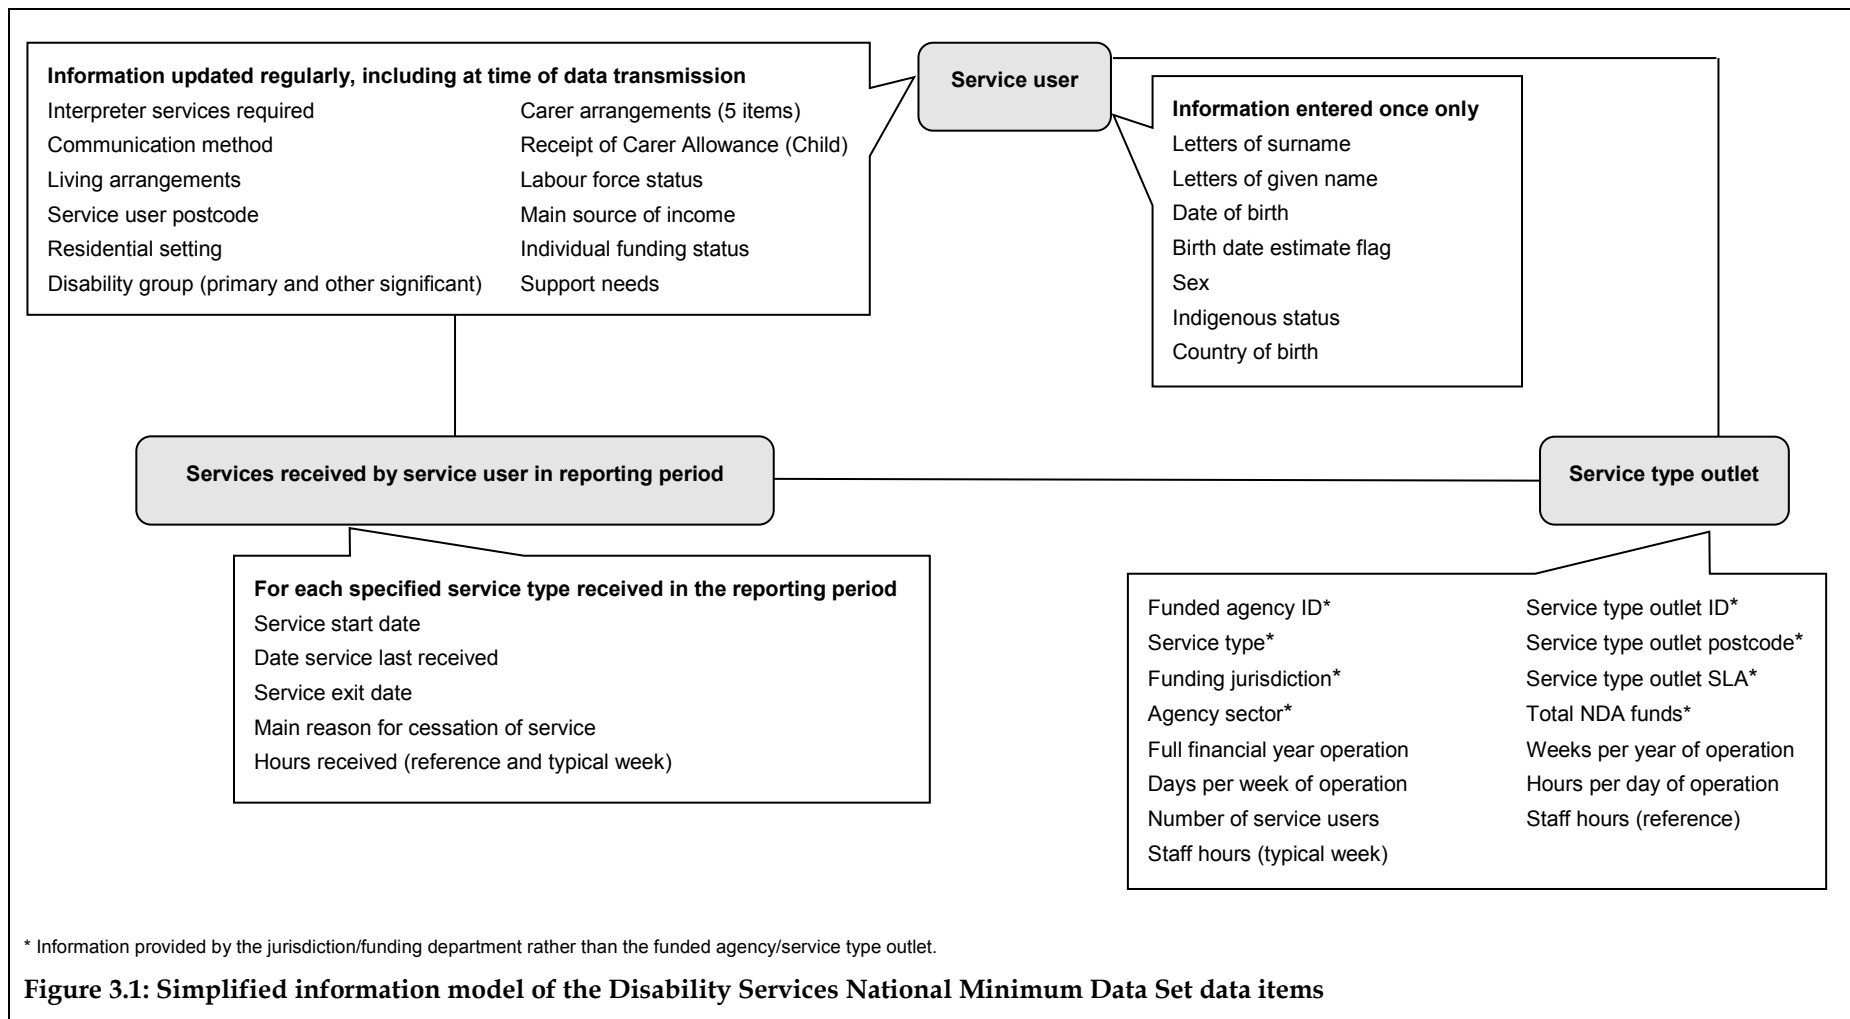 Service user
Information updated regularly, including at time of data transmission
Interpreter services required
Communication method
Living arrangements
Service user postcode
Residential setting
Disability group (primary and other significant)
Carer arrangements (5 items)
Receipt of Carer Allowance (Child)
Labour force status
Main source of income
Individual funding status
Support needs
Information entered once only
Letters of surname
Letters of given name
Date of birth
Birth date estimate flag
Sex
Indigenous status
Country of birth
Services received by service user in reporting period
Service type outlet
For each specified service type received in the reporting period
Service start date
Date service last received
Service exit date
Main reason for cessation of service
Hours received (reference and typical week)
Funded agency ID*
Service type*
Funding jurisdiction*
Agency sector*
Full financial year operation
Days per week of operation
Number of service users
Staff hours (typical week)
Service type outlet ID*
Service type outlet postcode*
Service type outlet SLA*
Total NDA funds*
Weeks per year of operation
Hours per day of operation
Staff hours (reference)
* Information provided by the jurisdiction/funding department rather than the funded agency/service type outlet.
Figure 3.1: Simplified information model of the Disability Services National Minimum Data Set data items